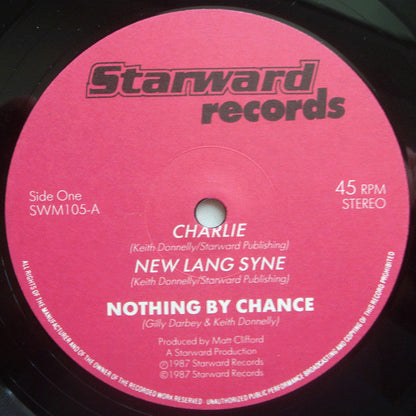 Starward
records
Side One
SWM105-A
45 RPM
STEREO
CHARLIE
(Keith Donnelly/Starward Publishing)
NEW LANG SYNE
(Keith Donnelly/Starward Publishing)
NOTHING BY CHANCE
(Gilly Darbey & Keith Donnelly)
Produced by Matt Clifford
A Starward Production
Ⓟ1987 Starward Records
©1987 Starward Records
ALL RIGHTS OF THE MANUFACTURER AND OF THE OWNER OF THE RECORDED WORK RESERVED · UNAUTHORIZED PUBLIC PERFORMANCE BROADCASTING AND COPYING OF THIS RECORD PROHIBITED